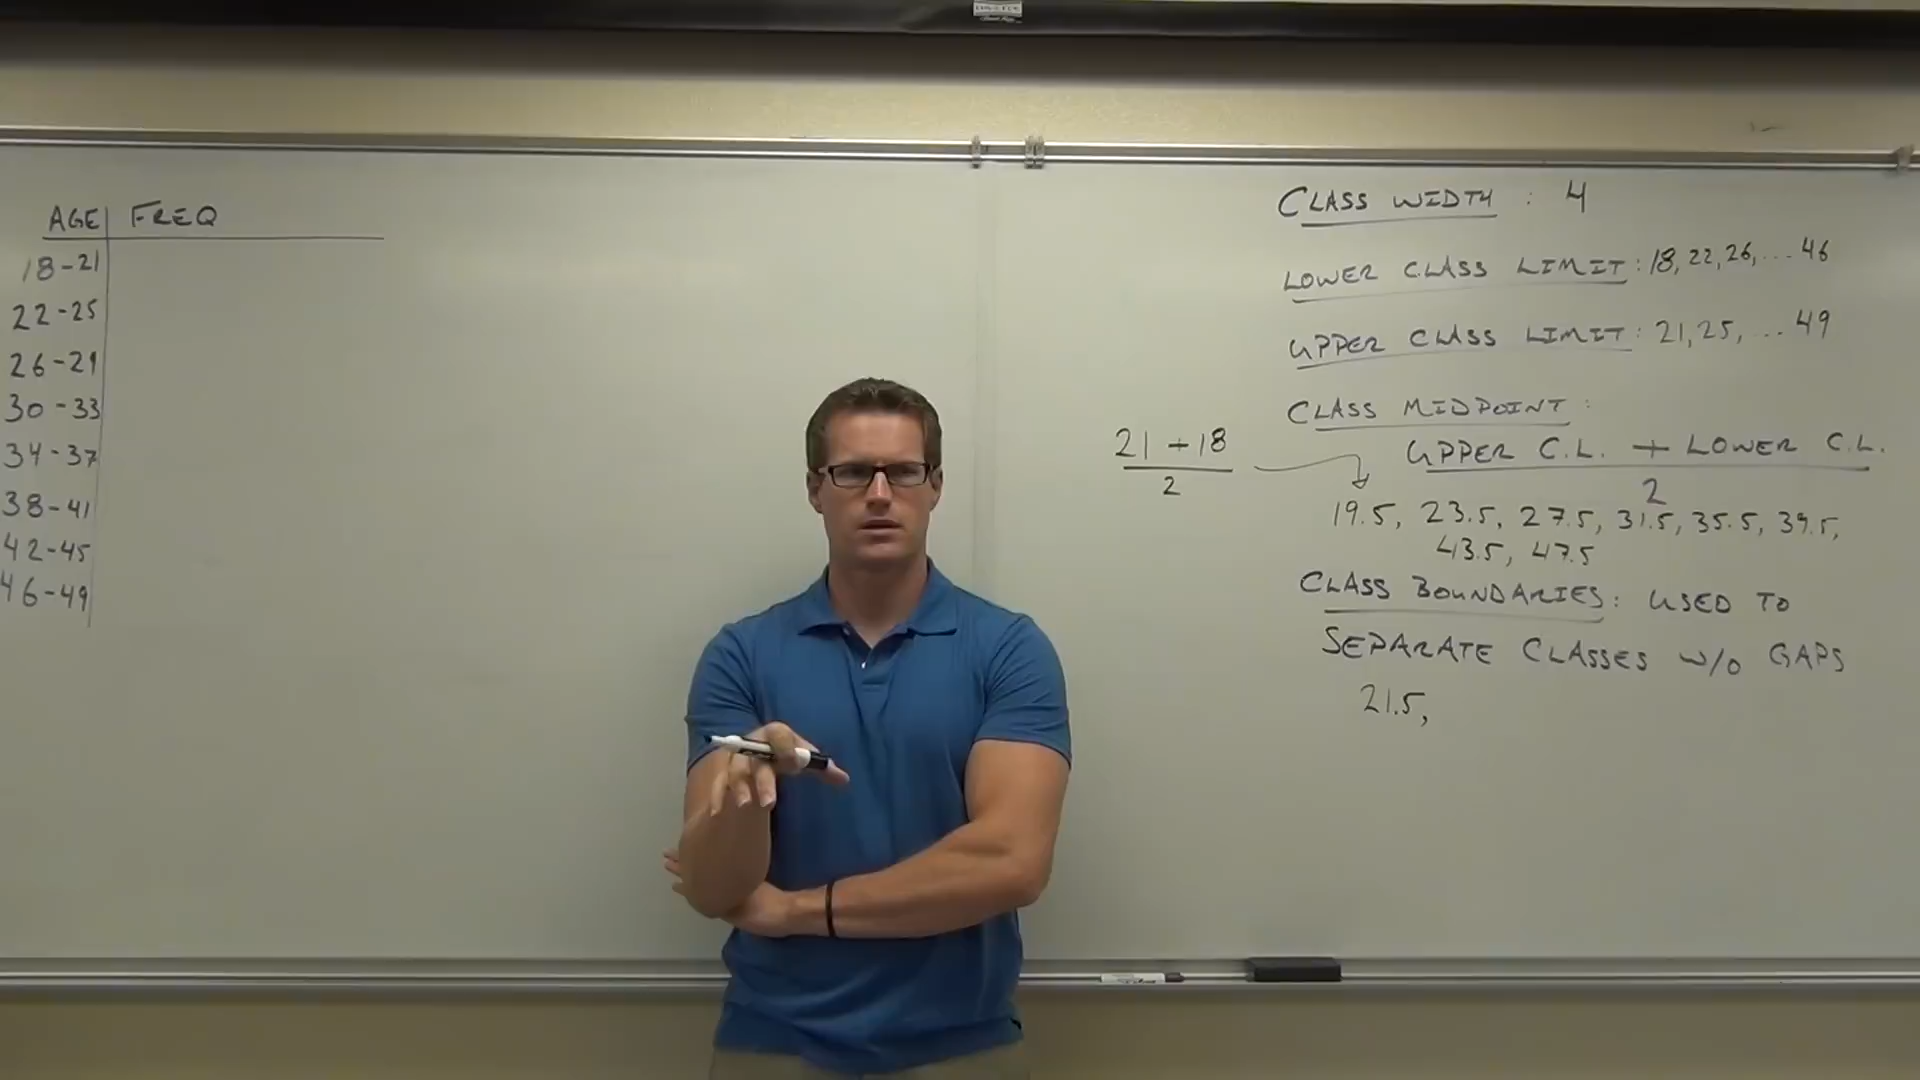 AGE FREQ
18-21
22-25
26-29
30-33
34-37
38-41
42-45
46-49
CLASS WIDTH : 4
LOWER CLASS LIMIT : 18, 22, 26, ... 46
UPPER CLASS LIMIT : 21, 25, ... 49
CLASS MIDPOINT :
21 + 18
2
UPPER C.L. + LOWER C.L.
2
19.5, 23.5, 27.5, 31.5, 35.5, 39.5,
43.5, 47.5
CLASS BOUNDARIES : USED TO
SEPARATE CLASSES W/O GAPS
21.5,